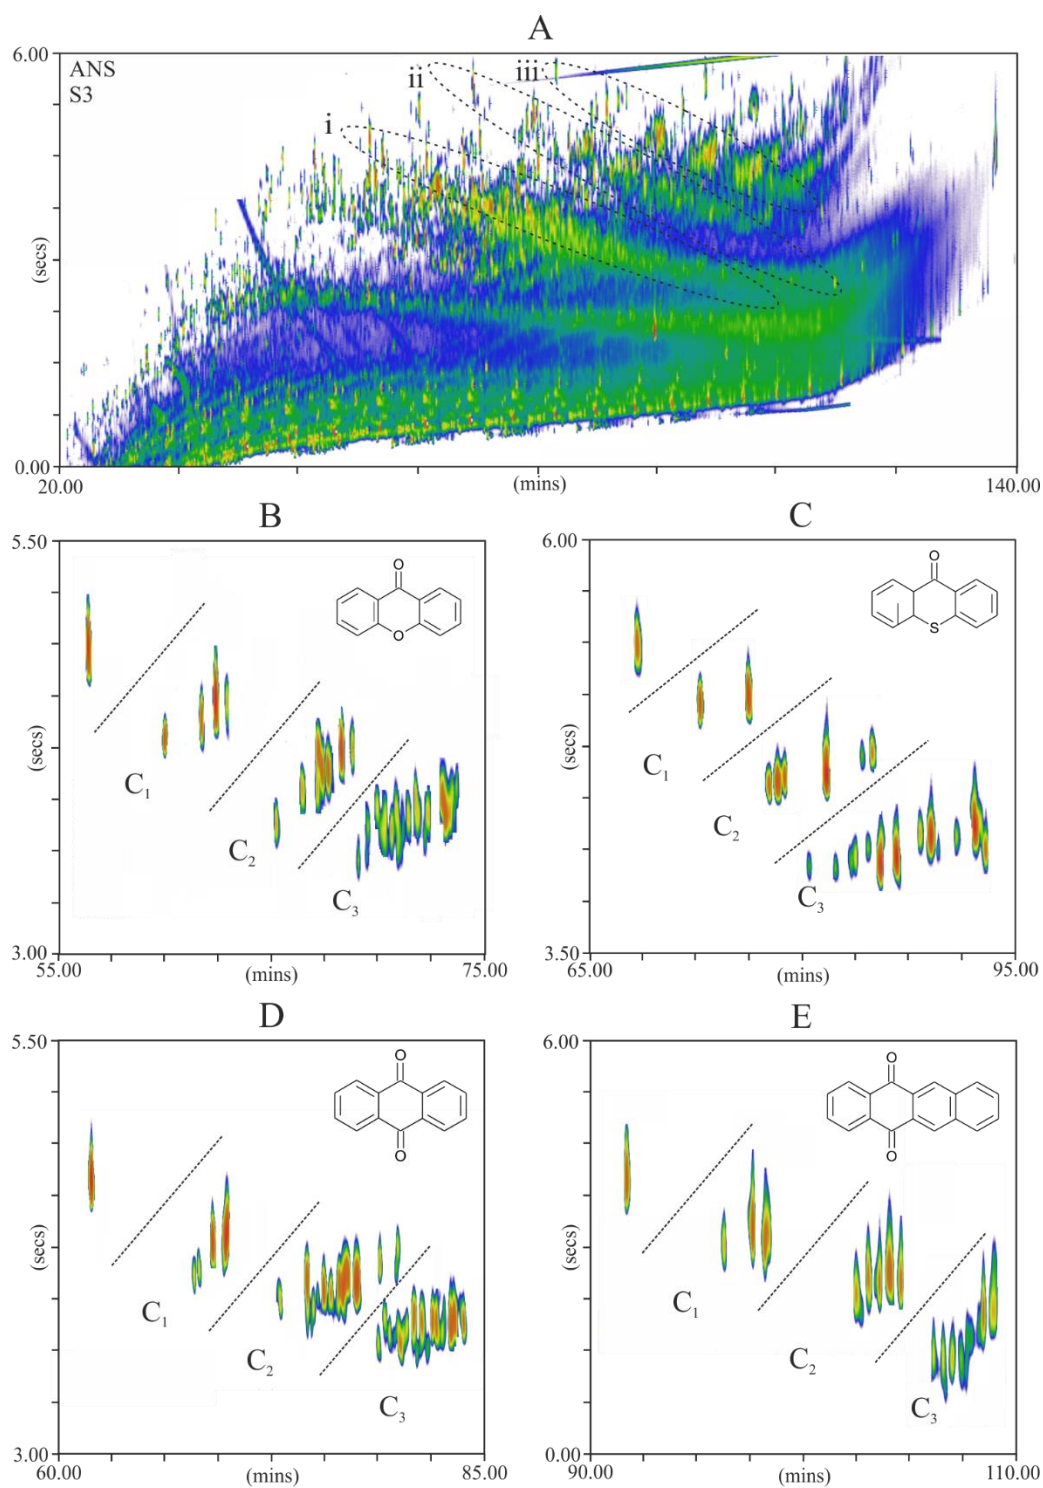 A
6.00
ANS
S3
i
ii
iii
(secs)
0.00
20.00
(mins)
140.00
B
5.50
O
O
C1
C2
C3
(secs)
3.00
55.00
(mins)
75.00
C
6.00
O
S
C1
C2
C3
(secs)
3.50
65.00
(mins)
95.00
D
5.50
O
O
C1
C2
C3
(secs)
3.00
60.00
(mins)
85.00
E
6.00
O
O
C1
C2
C3
(secs)
0.00
90.00
(mins)
110.00